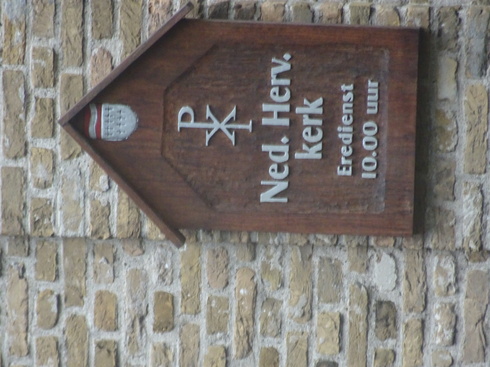 Ned. Herv.
kerk
Eredienst
10.00 uur